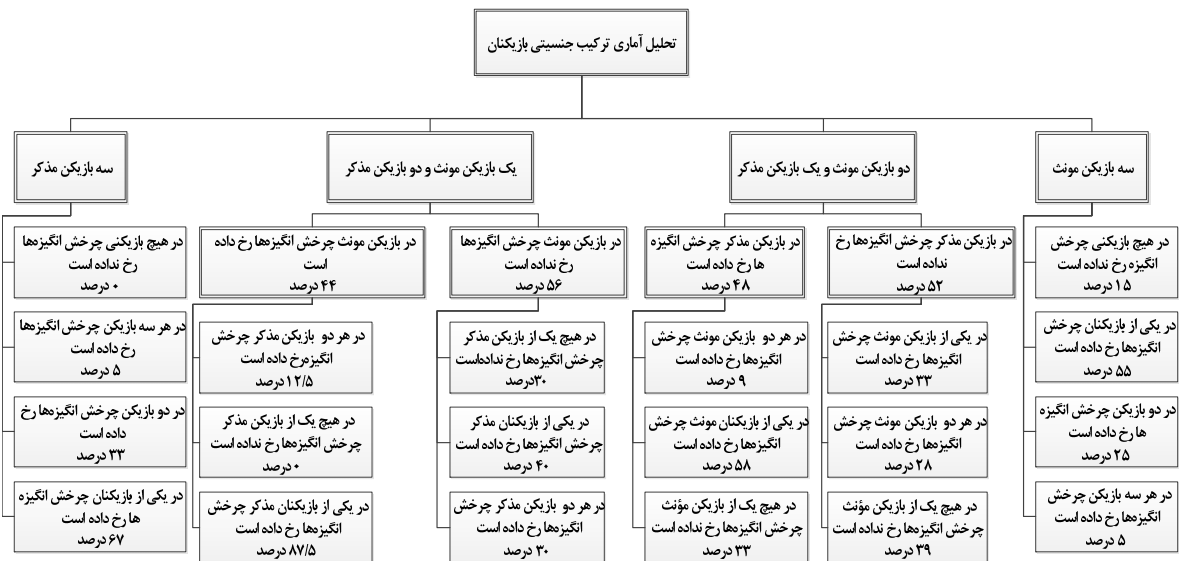 تحلیل آماری ترکیب جنسیتی بازیکنان
سه بازیکن مونث
در هیچ بازیکنی چرخش
انگیزه رخ نداده است
۱۵ درصد
در یکی از بازیکنان چرخش
انگیزه‌ها رخ داده است
۵۵ درصد
در دو بازیکن چرخش انگیزه
ها رخ داده است
۲۵ درصد
در هر سه بازیکن چرخش
انگیزه‌ها رخ داده است
۵ درصد
دو بازیکن مونث و یک بازیکن مذکر
در بازیکن مذکر چرخش انگیزه‌ها رخ
نداده است
۵۲ درصد
در یکی از بازیکن مونث چرخش
انگیزه‌ها رخ داده است
۳۳ درصد
در هر دو بازیکن مونث چرخش
انگیزه‌ها رخ داده است
۲۸ درصد
در هیچ یک از بازیکن مؤنث
چرخش انگیزه‌ها رخ نداده است
۳۹ درصد
در بازیکن مذکر چرخش انگیزه
ها رخ داده است
۴۸ درصد
در هر دو بازیکن مونث چرخش
انگیزه‌ها رخ داده است
۹ درصد
در یکی از بازیکنان مونث چرخش
انگیزه‌ها رخ داده است
۵۸ درصد
در هیچ یک از بازیکن مؤنث
چرخش انگیزه‌ها رخ نداده است
۳۳ درصد
یک بازیکن مونث و دو بازیکن مذکر
در بازیکن مونث چرخش انگیزه‌ها
رخ نداده است
۵۶ درصد
در هیچ یک از بازیکن مذکر
چرخش انگیزه‌ها رخ نداده‌است
۳۰درصد
در یکی از بازیکنان مذکر
چرخش انگیزه‌ها رخ داده است
۴۰ درصد
در هر دو بازیکن مذکر چرخش
انگیزه‌ها رخ داده است
۳۰ درصد
در بازیکن مونث چرخش انگیزه‌ها رخ داده
است
۴۴ درصد
در هر دو بازیکن مذکر چرخش
انگیزه‌رخ داده است
۱۲/۵ درصد
در هیچ یک از بازیکن مذکر
چرخش انگیزه‌ها رخ نداده است
۰درصد
در یکی از بازیکنان مذکر چرخش
انگیزه‌ها رخ داده است
۸۷/۵ درصد
سه بازیکن مذکر
در هیچ بازیکنی چرخش انگیزه‌ها
رخ نداده است
۰ درصد
در هر سه بازیکن چرخش انگیزه‌ها
رخ داده است
۵ درصد
در دو بازیکن چرخش انگیزه‌ها رخ
داده است
۳۳ درصد
در یکی از بازیکنان چرخش انگیزه
ها رخ داده است
۶۷ درصد